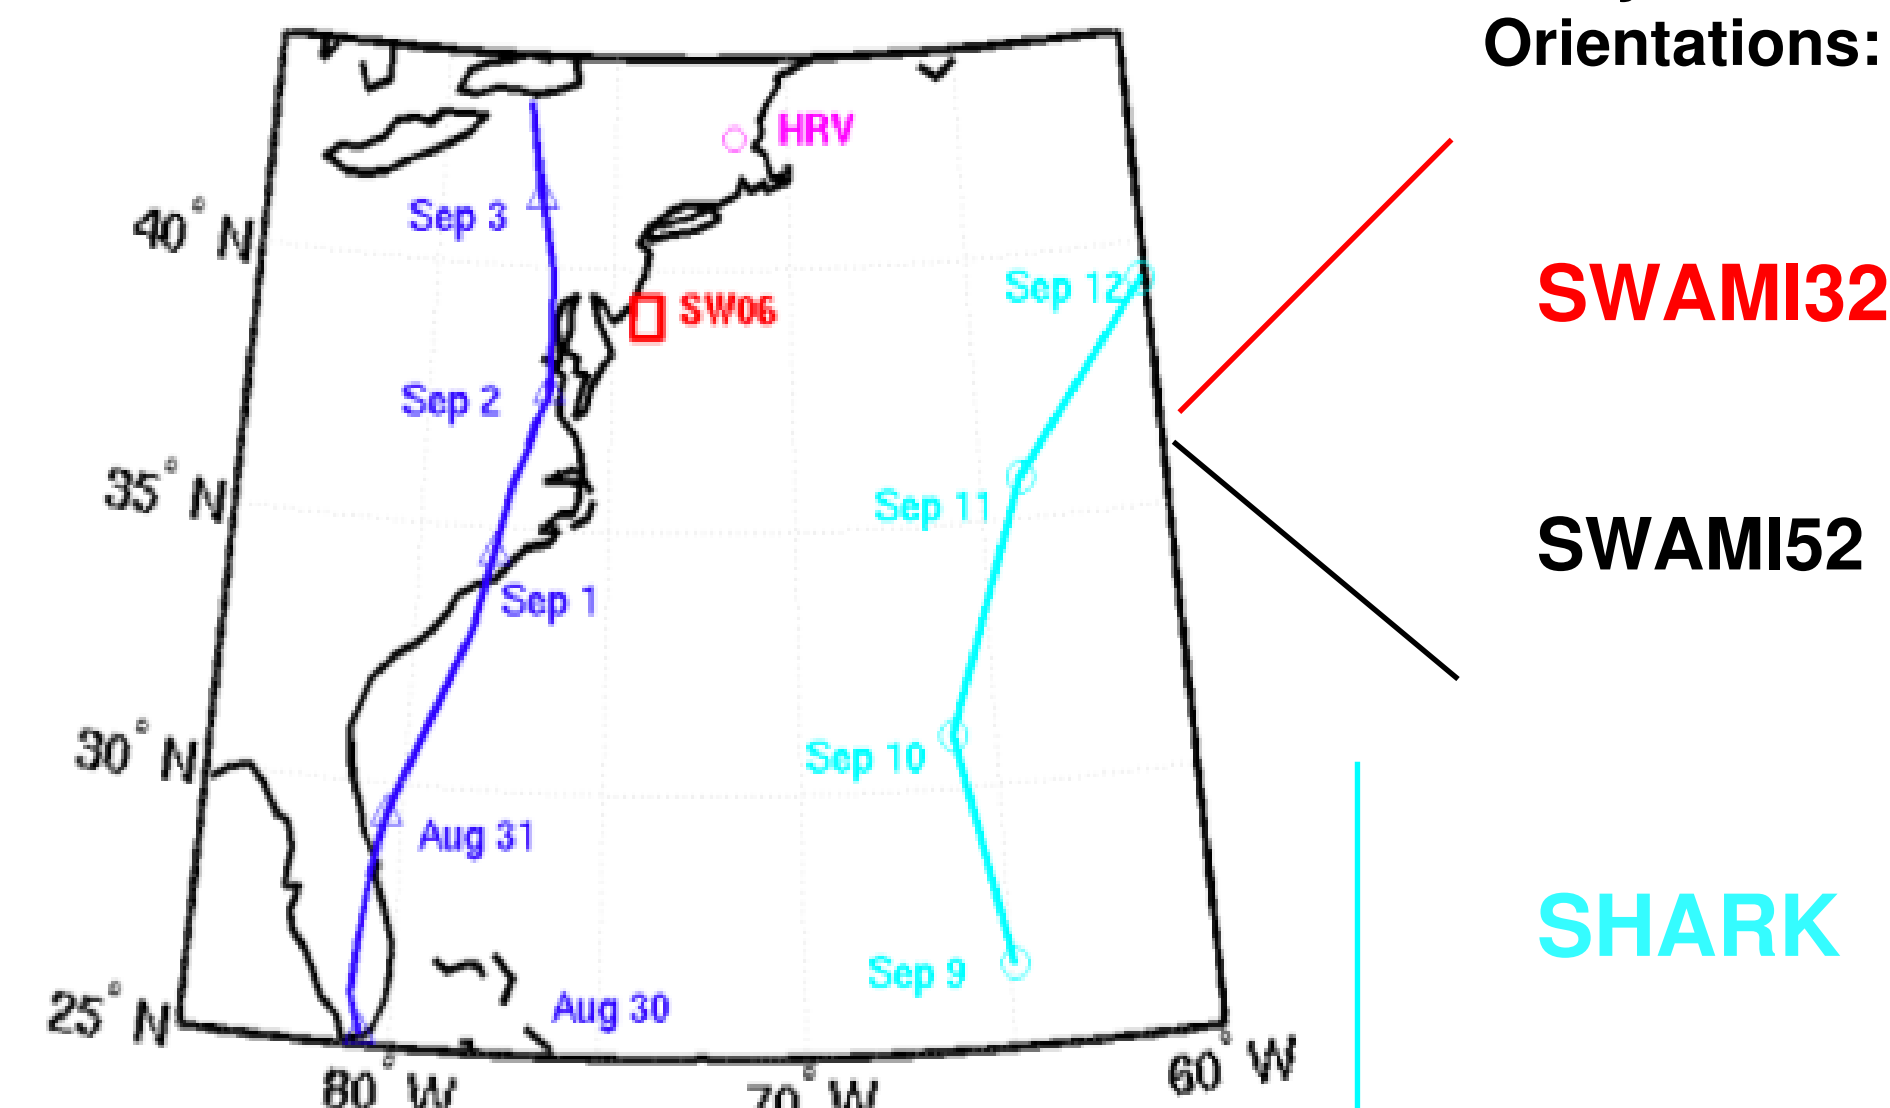 Orientations:
HRV
Sep 3
40° N
SWAMI32
Sep 12
SW06
Sep 2
35° N
Sep 11
SWAMI52
Sep 1
30° N
Sep 10
Aug 31
SHARK
Sep 9
25° N
Aug 30
60° W
80° W
70° W